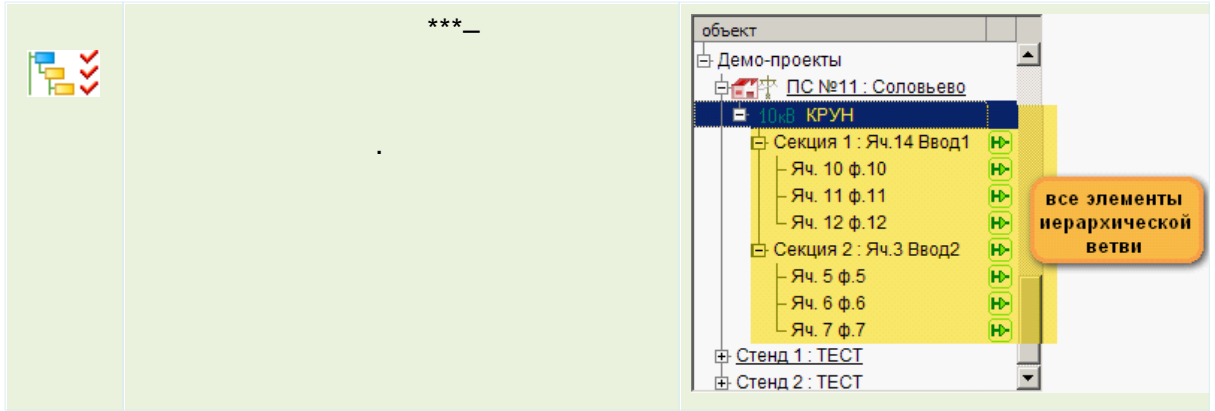 ***_
.
объект
Демо-проекты
ПС №11 : Соловьево
10кВ КРУН
Секция 1 : Яч.14 Ввод1
Яч. 10 ф.10
Яч. 11 ф.11
Яч. 12 ф.12
Секция 2 : Яч.3 Ввод2
Яч. 5 ф.5
Яч. 6 ф.6
Яч. 7 ф.7
Стенд 1 : ТЕСТ
Стенд 2 : ТЕСТ
все элементы
иерархической
ветви